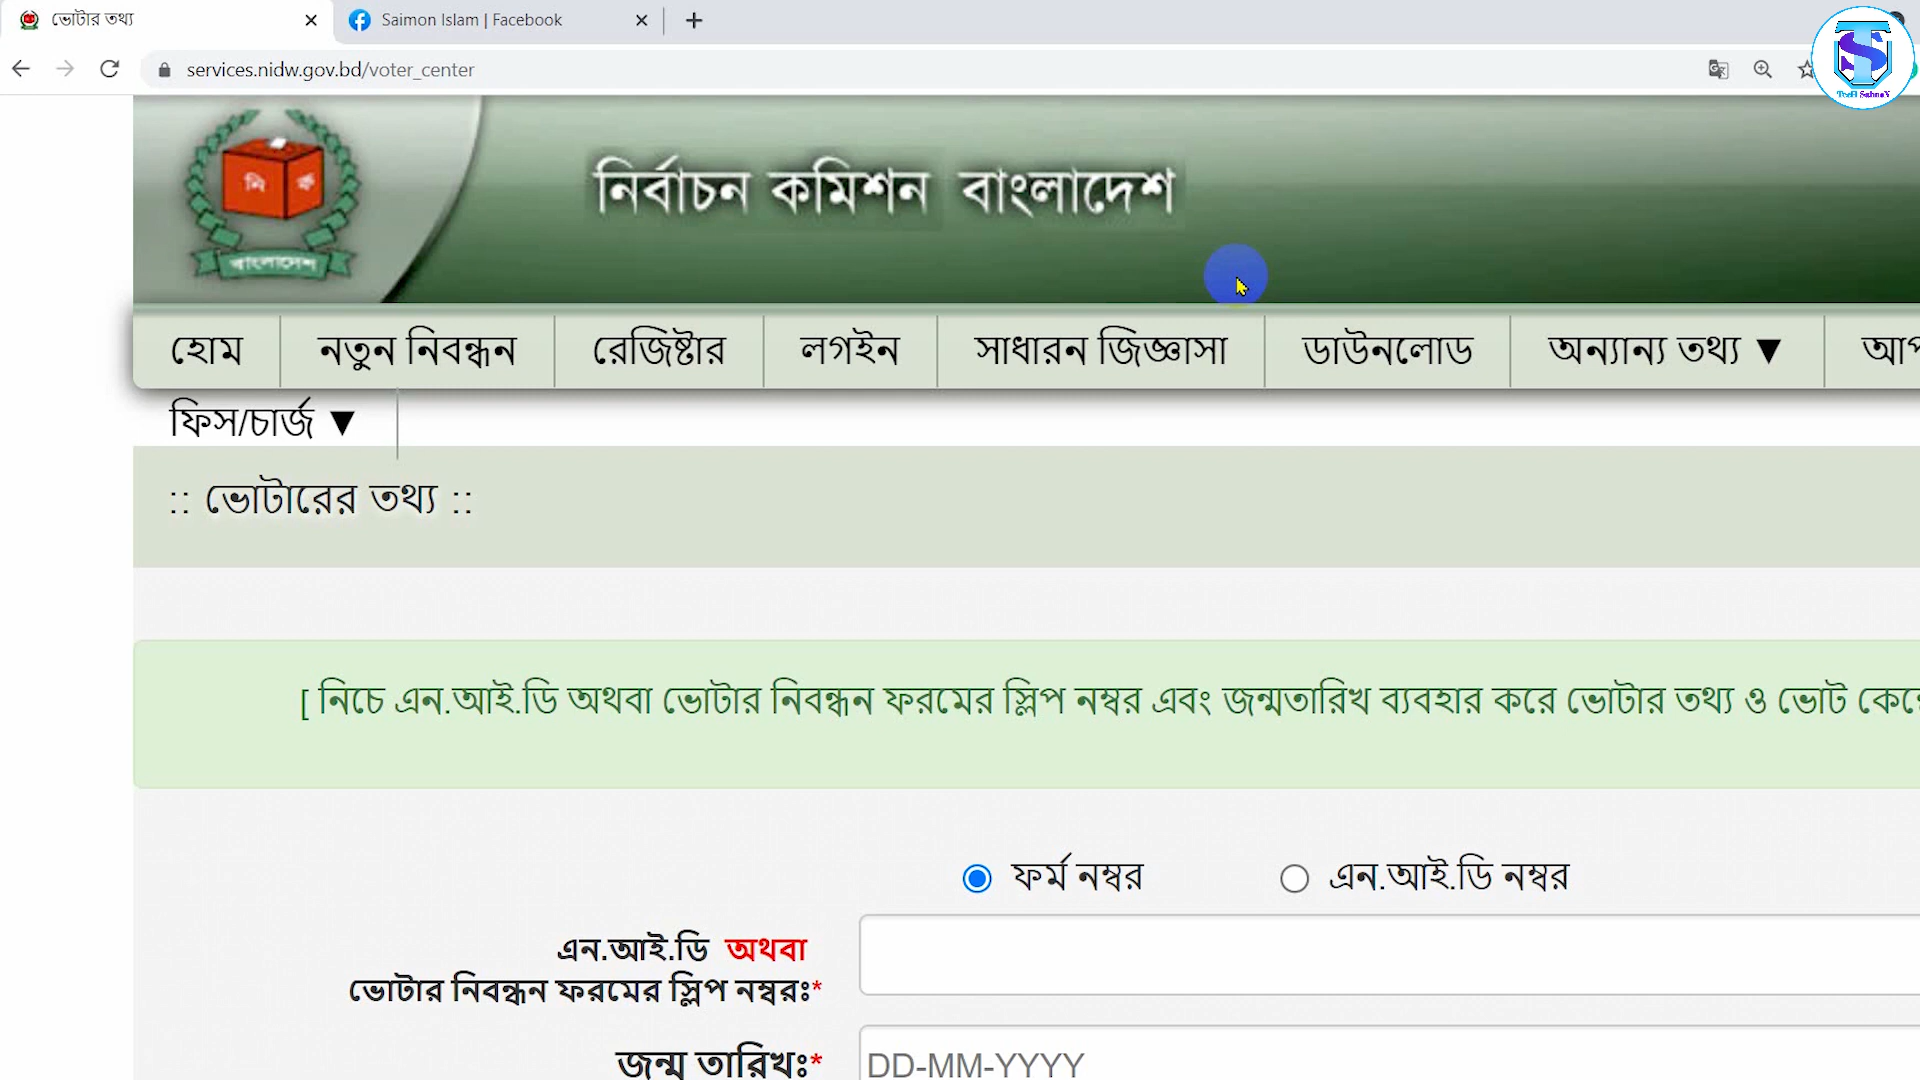 ভোটার তথ্য
Saimon Islam | Facebook
services.nidw.gov.bd/voter_center
TecH SahnoY
নি ক
বাংলাদেশ
নির্বাচন কমিশন বাংলাদেশ
হোম নতুন নিবন্ধন রেজিষ্টার লগইন সাধারন জিজ্ঞাসা ডাউনলোড অন্যান্য তথ্য ▼
ফিস/চার্জ ▼
:: ভোটারের তথ্য ::
[ নিচে এন.আই.ডি অথবা ভোটার নিবন্ধন ফরমের স্লিপ নম্বর এবং জন্মতারিখ ব্যবহার করে ভোটার তথ্য ও ভোট
ফর্ম নম্বর এন.আই.ডি নম্বর
এন.আই.ডি অথবা
ভোটার নিবন্ধন ফরমের স্লিপ নম্বরঃ*
জন্ম তারিখঃ* DD-MM-YYYY